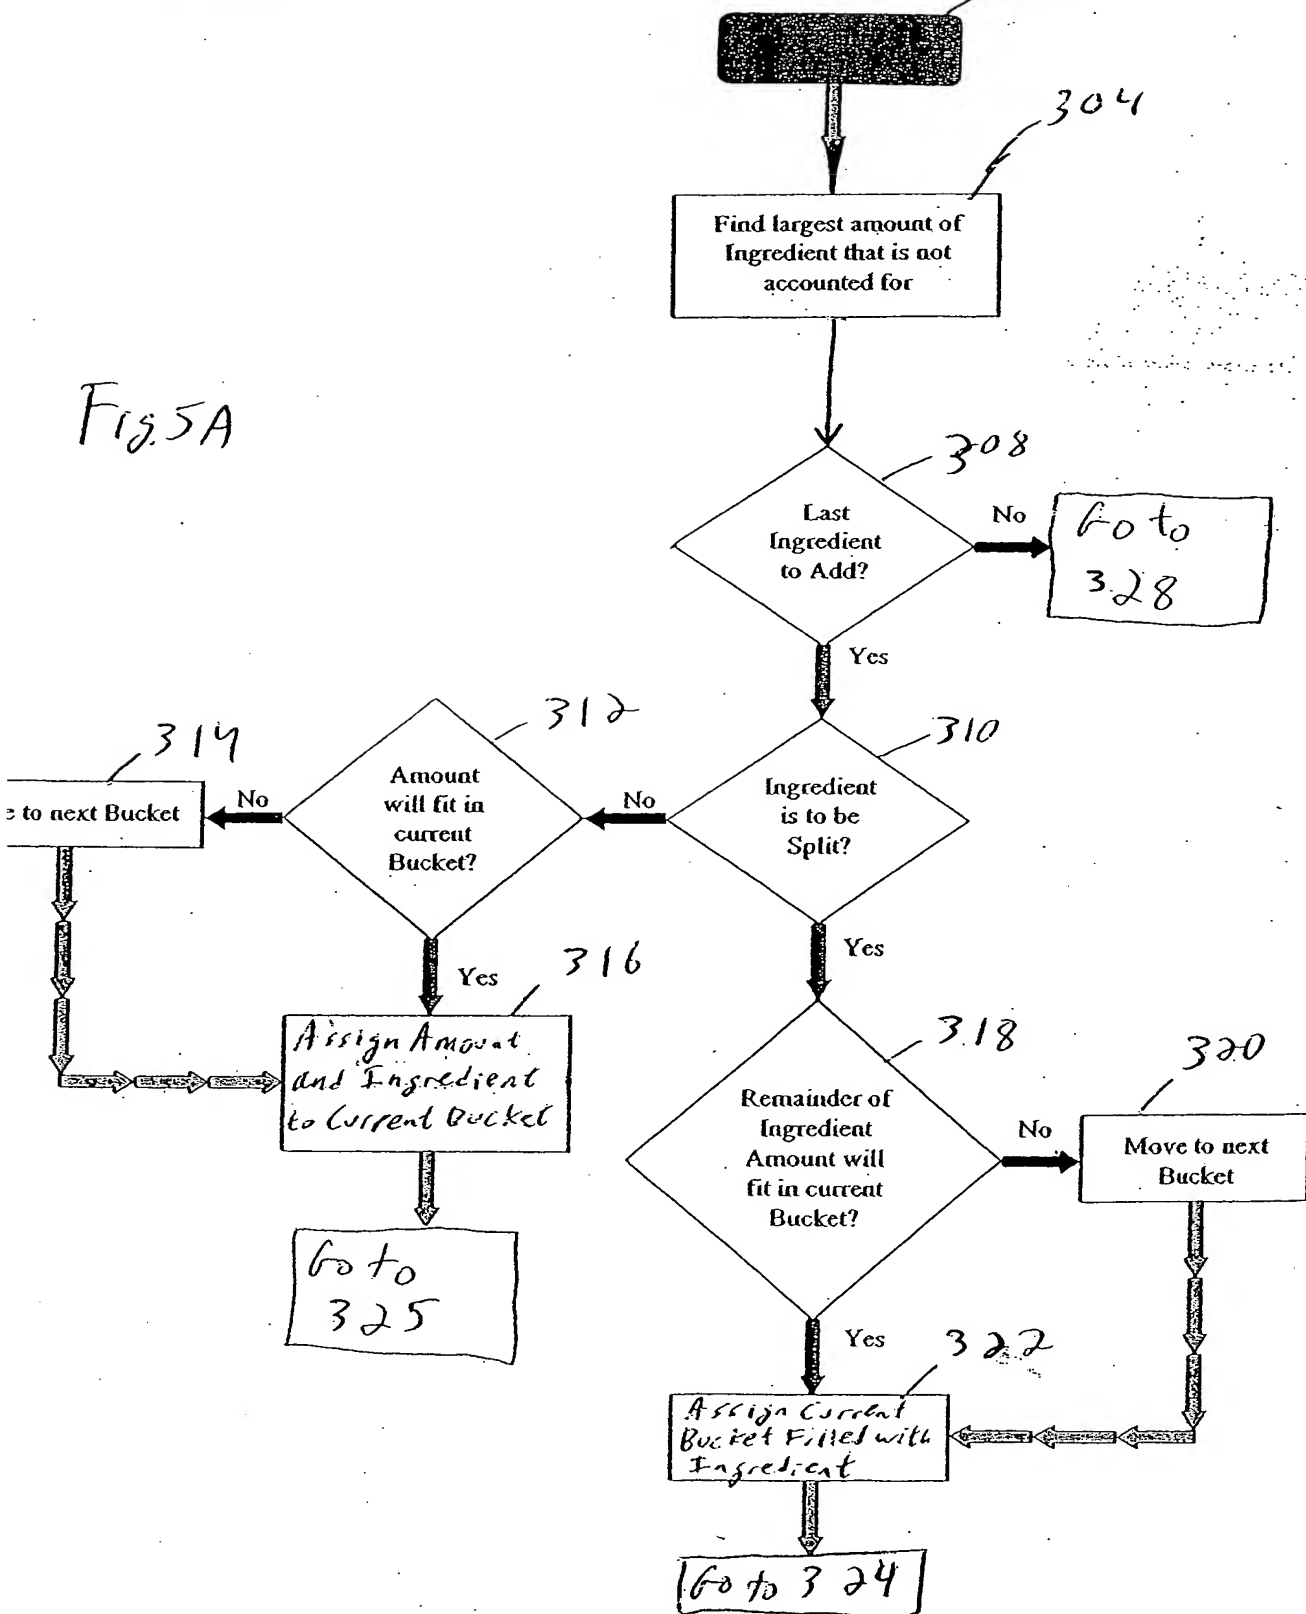 304
Find largest amount of
Ingredient that is not
accounted for
Fig. 5A
308
Last
Ingredient
to Add?
No
Go to
328
Yes
312
310
314
Amount
will fit in
current
Bucket?
Ingredient
is to be
Split?
No
No
e to next Bucket
Yes
Yes
316
Assign Amount
and Ingredient
to Current Bucket
318
320
Remainder of
Ingredient
Amount will
fit in current
Bucket?
No
Move to next
Bucket
Go to
325
Yes
322
Assign Current
Bucket Filled with
Ingredient
Go to 324